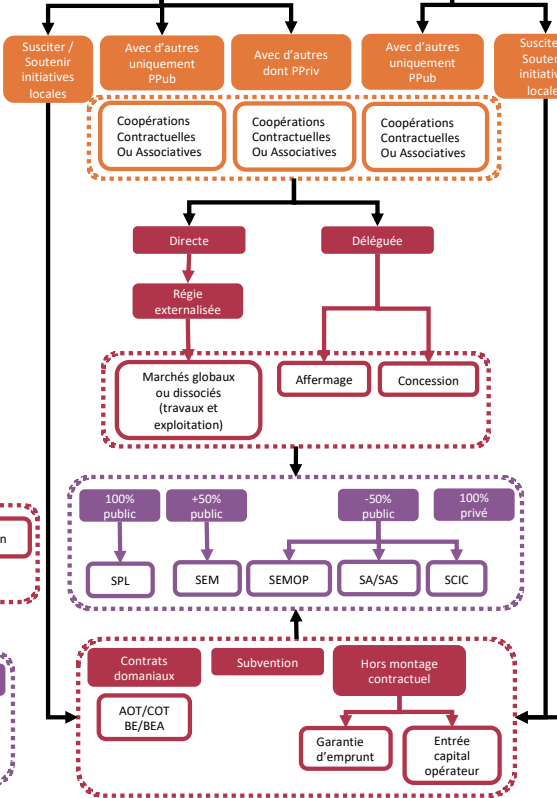 Susciter /
Soutenir
initiatives
locales
Avec d'autres
uniquement
PPub
Avec d'autres
dont PPriv
Avec d'autres
uniquement
PPub
Coopérations
Contractuelles
Ou Associatives
Coopérations
Contractuelles
Ou Associatives
Coopérations
Contractuelles
Ou Associatives
Directe
Déléguée
Régie
externalisée
Marchés globaux
ou dissociés
(travaux et
exploitation)
Affermage
Concession
100%
public
+50%
public
-50%
public
100%
privé
SPL
SEM
SEMOP
SA/SAS
SCIC
Contrats
domaniaux
Subvention
Hors montage
contractuel
AOT/COT
BE/BEA
Garantie
d'emprunt
Entrée
capital
opérateur